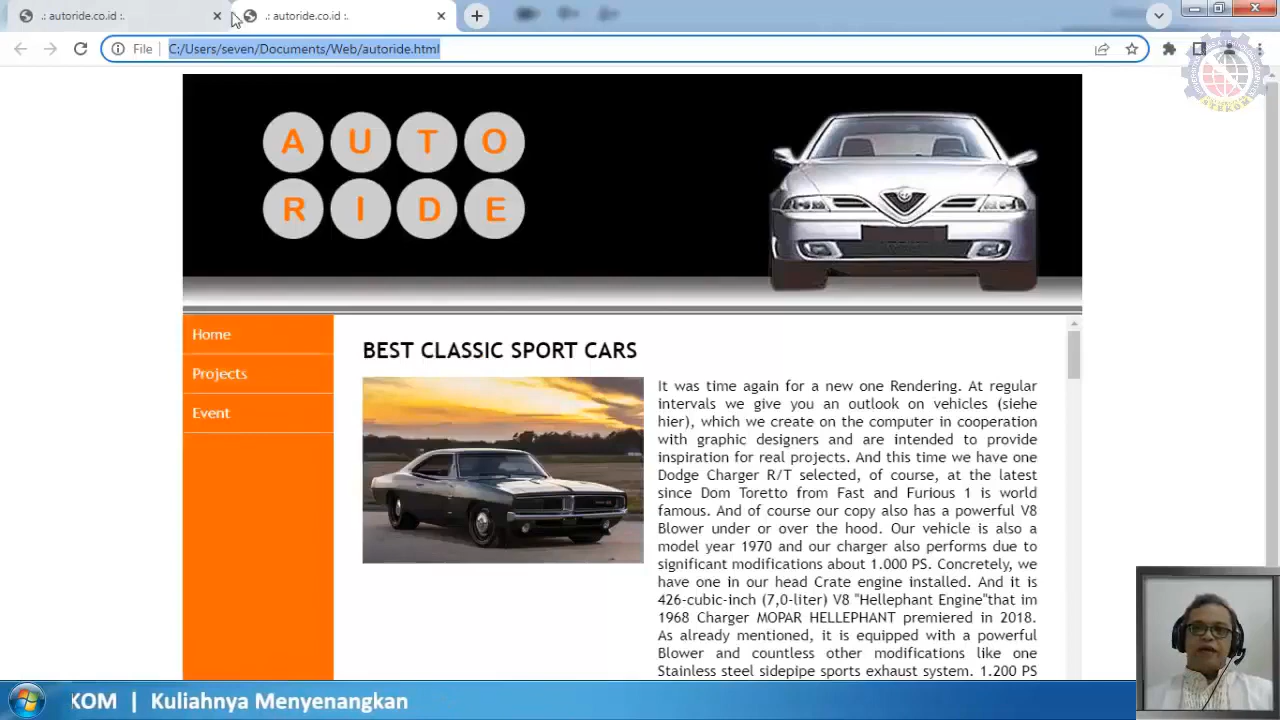 .: autoride.co.id :.
.: autoride.co.id :.
File
C:/Users/seven/Documents/Web/autoride.html
STEKOM
AUTO
RIDE
Home
Projects
Event
BEST CLASSIC SPORT CARS
It was time again for a new one Rendering. At regular
intervals we give you an outlook on vehicles (siehe
hier), which we create on the computer in cooperation
with graphic designers and are intended to provide
inspiration for real projects. And this time we have one
Dodge Charger R/T selected, of course, at the latest
since Dom Toretto from Fast and Furious 1 is world
famous. And of course our copy also has a powerful V8
Blower under or over the hood. Our vehicle is also a
model year 1970 and our charger also performs due to
significant modifications about 1.000 PS. Concretely, we
have one in our head Crate engine installed. And it is
426-cubic-inch (7,0-liter) V8 "Hellephant Engine"that im
1968 Charger MOPAR HELLEPHANT premiered in 2018.
As already mentioned, it is equipped with a powerful
Blower and countless other modifications like one
Stainless steel sidepipe sports exhaust system. 1.200 PS
KOM | Kuliahnya Menyenangkan